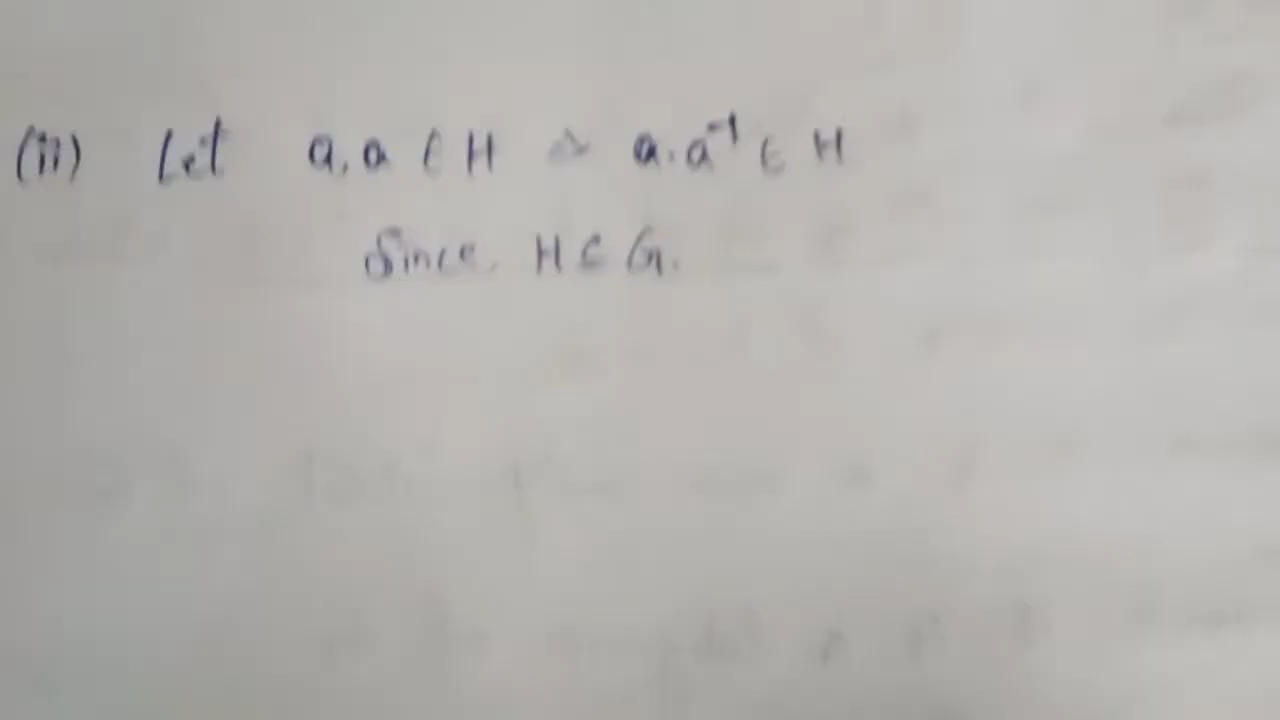 (ii) Let a, a ∈ H ⇒ a.a⁻¹ ∈ H
Since H ⊆ G.